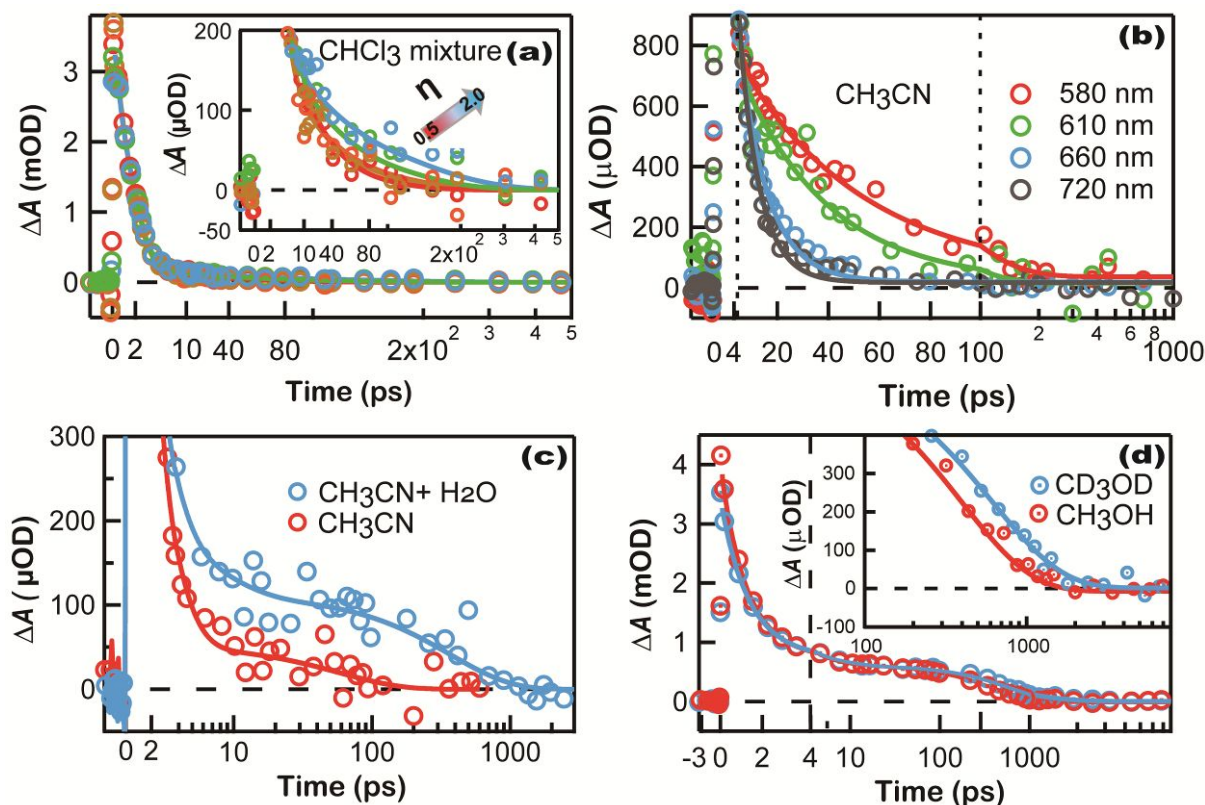 (a)
CHCl3 mixture
η
0.5 2.0
ΔA (mOD)
3
2
1
0
ΔA (µOD)
200
100
0
-50
0 2 10 40 80 2x10² 3 4 5
0 2 10 40 80 2x10² 3 4 5
Time (ps)
(b)
CH3CN
580 nm
610 nm
660 nm
720 nm
ΔA (µOD)
800
600
400
200
0
0 4 20 40 60 80 100 2 4 6 8 1000
Time (ps)
(c)
CH3CN+ H2O
CH3CN
ΔA (µOD)
300
200
100
0
0 2 10 100 1000
Time (ps)
(d)
CD3OD
CH3OH
ΔA (mOD)
4
3
2
1
0
ΔA (µOD)
300
200
100
0
-100
100 1000
-3 0 2 4 10 100 1000
Time (ps)